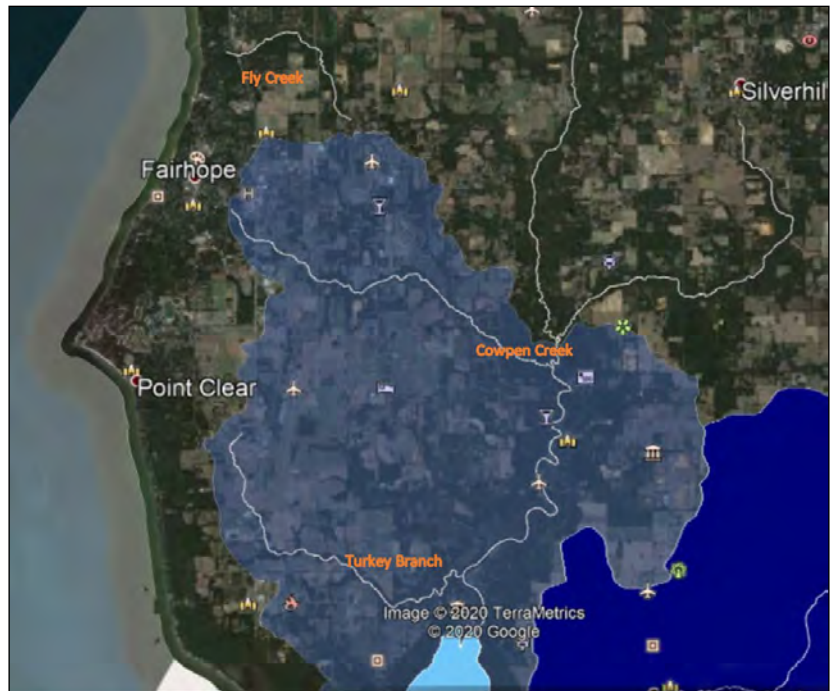 Fly Creek
Silverhil
Fairhope
Cowpen Creek
Point Clear
Turkey Branch
Image © 2020 TerraMetrics
© 2020 Google